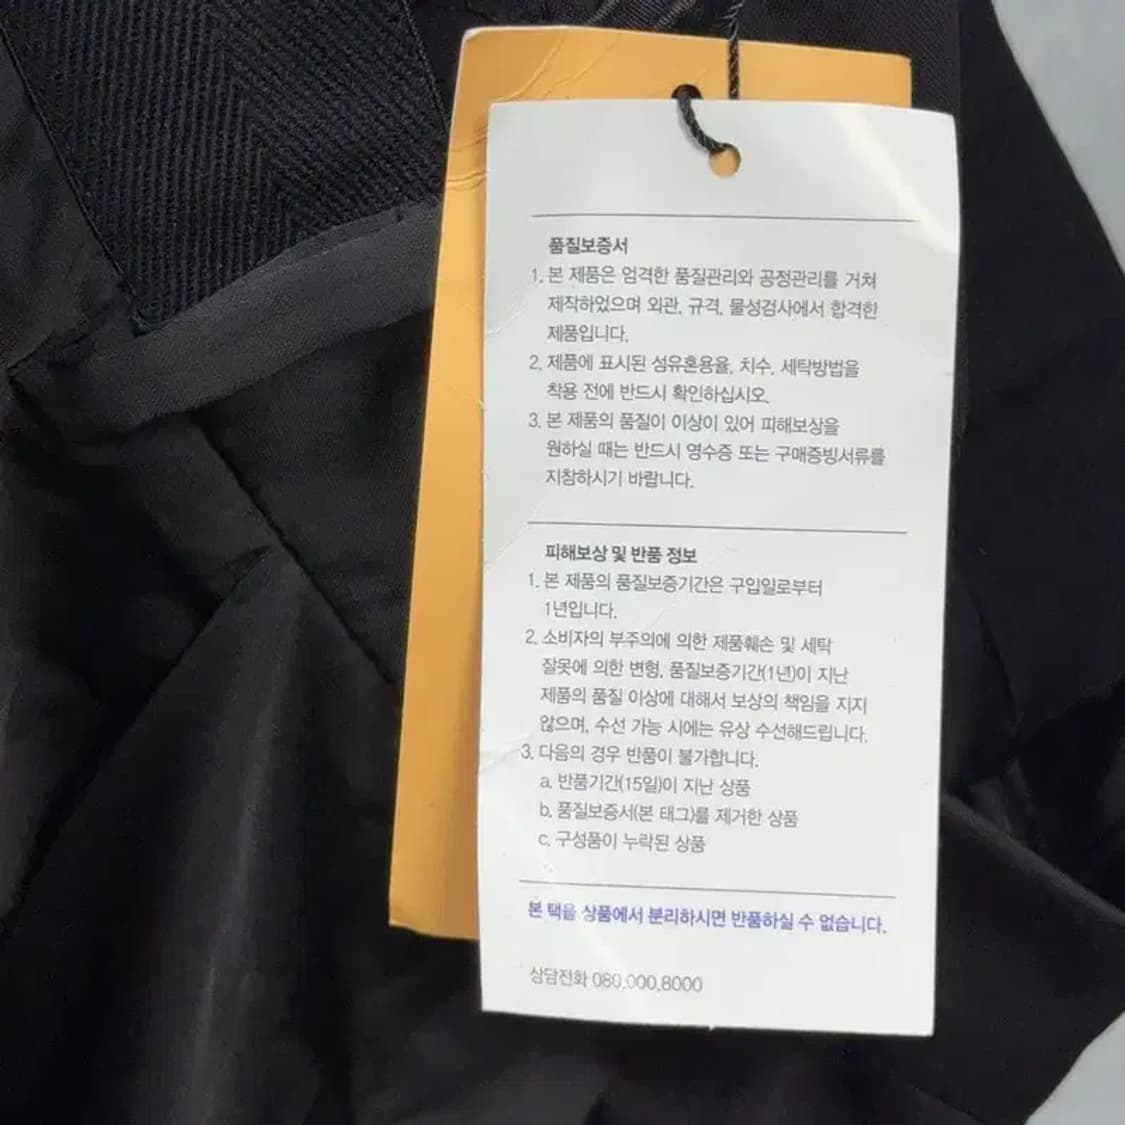 품질보증서
1. 본 제품은 엄격한 품질관리와 공정관리를 거쳐
제작하었으며 외관, 규격, 물성검사에서 합격한
제품입니다.
2. 제품에 표시된 섬유혼용율, 치수, 세탁방법을
착용 전에 반드시 확인하십시오.
3. 본 제품의 품질이 이상이 있어 피해보상을
원하실 때는 반드시 영수증 또는 구매증빙서류를
지참하시기 바랍니다.
피해보상 및 반품 정보
1. 본 제품의 품질보증기간은 구입일로부터
1년입니다.
2. 소비자의 부주의에 의한 제품훼손 및 세탁
잘못에 의한 변형, 품질보증기간(1년)이 지난
제품의 품질 이상에 대해서 보상의 책임을 지지
않으며, 수선 가능 시에는 유상 수선해드립니다.
3. 다음의 경우 반품이 불가합니다.
a. 반품기간(15일)이 지난 상품
b. 품질보증서(본 태그)를 제거한 상품
c. 구성품이 누락된 상품
본 택을 상품에서 분리하시면 반품하실 수 없습니다.
상담전화 080.000.8000